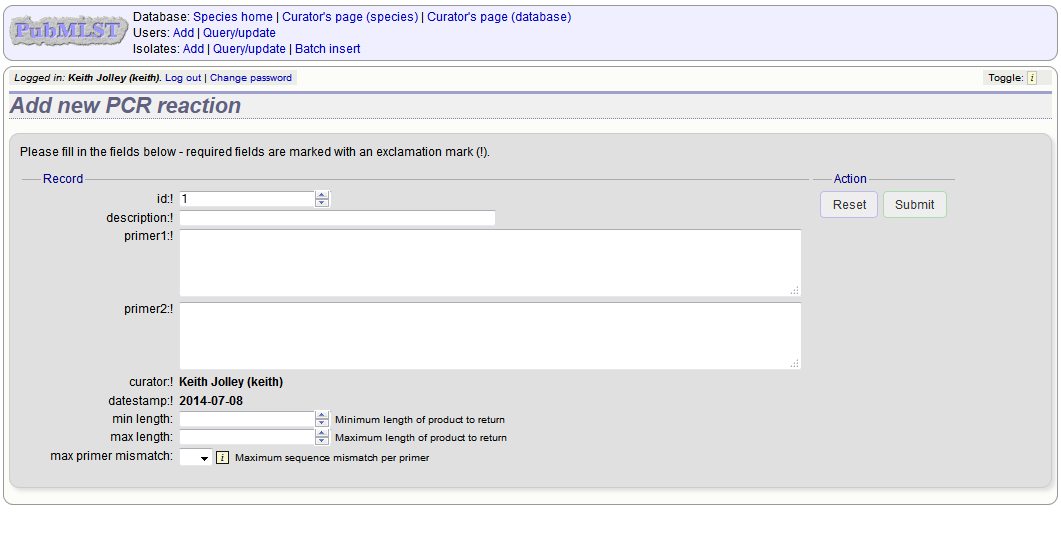 PubMLST
Database: Species home | Curator's page (species) | Curator's page (database)
Users: Add | Query/update
Isolates: Add | Query/update | Batch insert
Logged in: Keith Jolley (keith). Log out | Change password
Toggle: i
Add new PCR reaction
Please fill in the fields below - required fields are marked with an exclamation mark (!).
Record
Action
id:! 1
Reset Submit
description:!
primer1:!
primer2:!
curator:! Keith Jolley (keith)
datestamp:! 2014-07-08
min length: Minimum length of product to return
max length: Maximum length of product to return
max primer mismatch: i Maximum sequence mismatch per primer